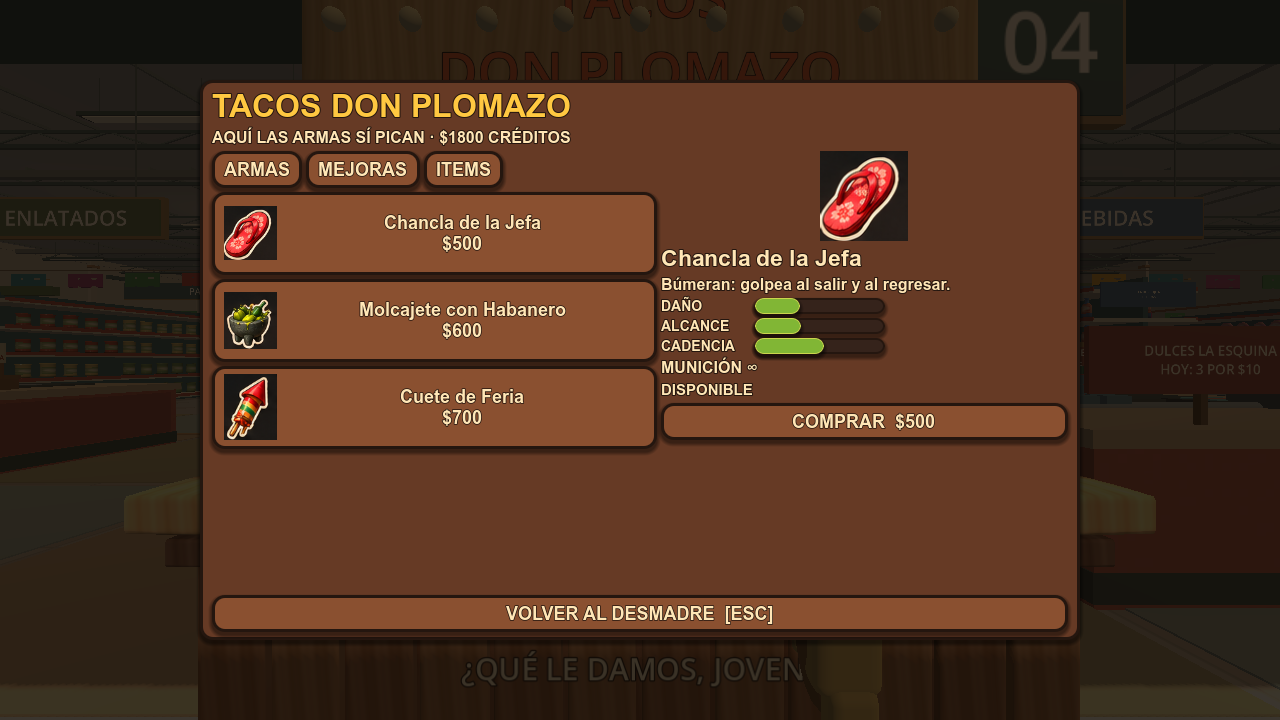 TACOS
DON PLOMAZO
04
TACOS DON PLOMAZO
AQUÍ LAS ARMAS SÍ PICAN · $1800 CRÉDITOS
ARMAS MEJORAS ITEMS
ENLATADOS
EBIDAS
Chancla de la Jefa
$500
Molcajete con Habanero
$600
Cuete de Feria
$700
Chancla de la Jefa
Búmeran: golpea al salir y al regresar.
DAÑO
ALCANCE
CADENCIA
MUNICIÓN ∞
DISPONIBLE
COMPRAR $500
PA
DULCES LA ESQUINA
HOY: 3 POR $10
VOLVER AL DESMADRE [ESC]
¿QUÉ LE DAMOS, JOVEN